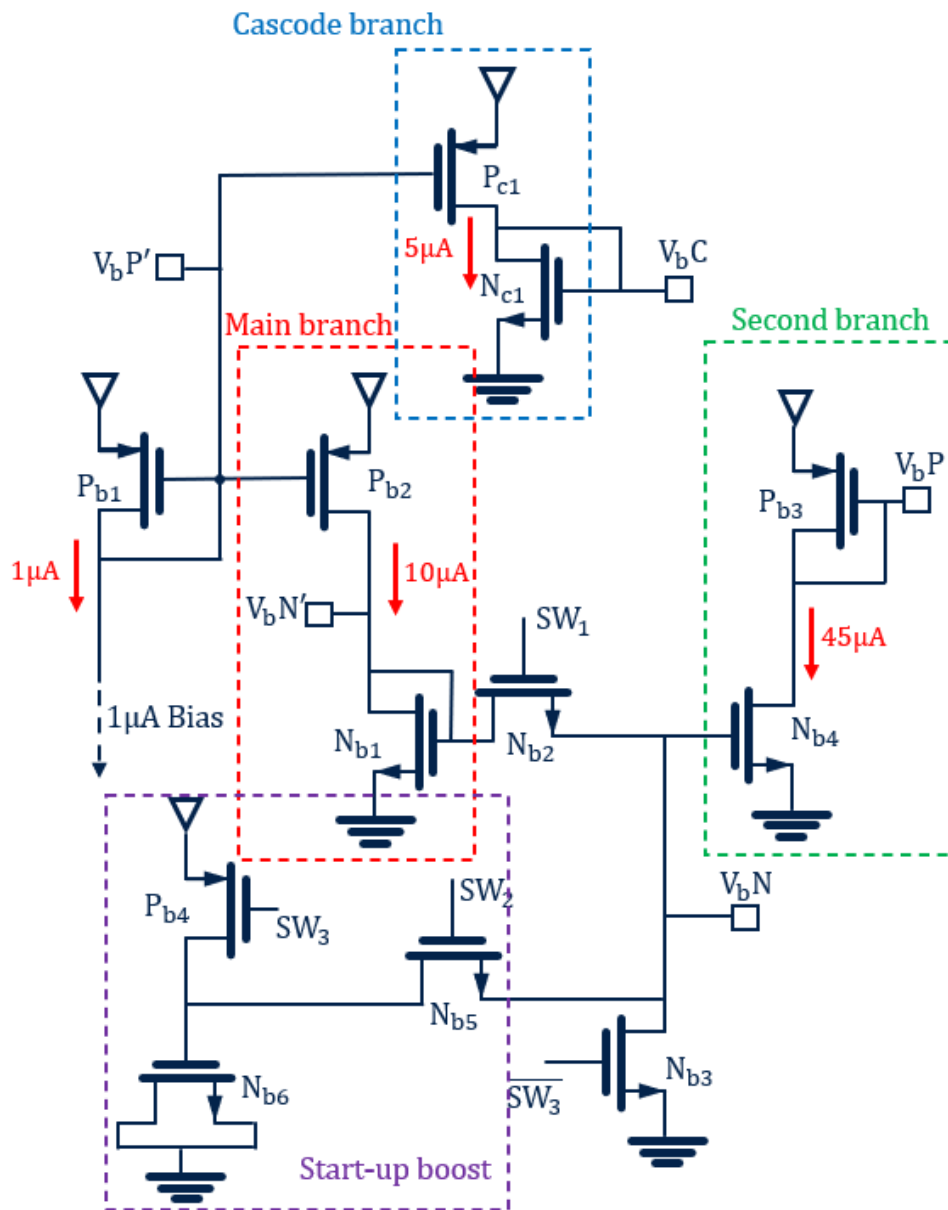 Cascode branch
P_c1
V_bP′
5μA
V_bC
N_c1
Main branch
Second branch
P_b1
P_b2
P_b3
V_bP
1μA
10μA
V_bN′
SW_1
45μA
1μA Bias
N_b1
N_b2
N_b4
SW_2
V_bN
P_b4
SW_3
N_b5
N_b6
N_b3
S̅W̅_̅3̅
Start-up boost